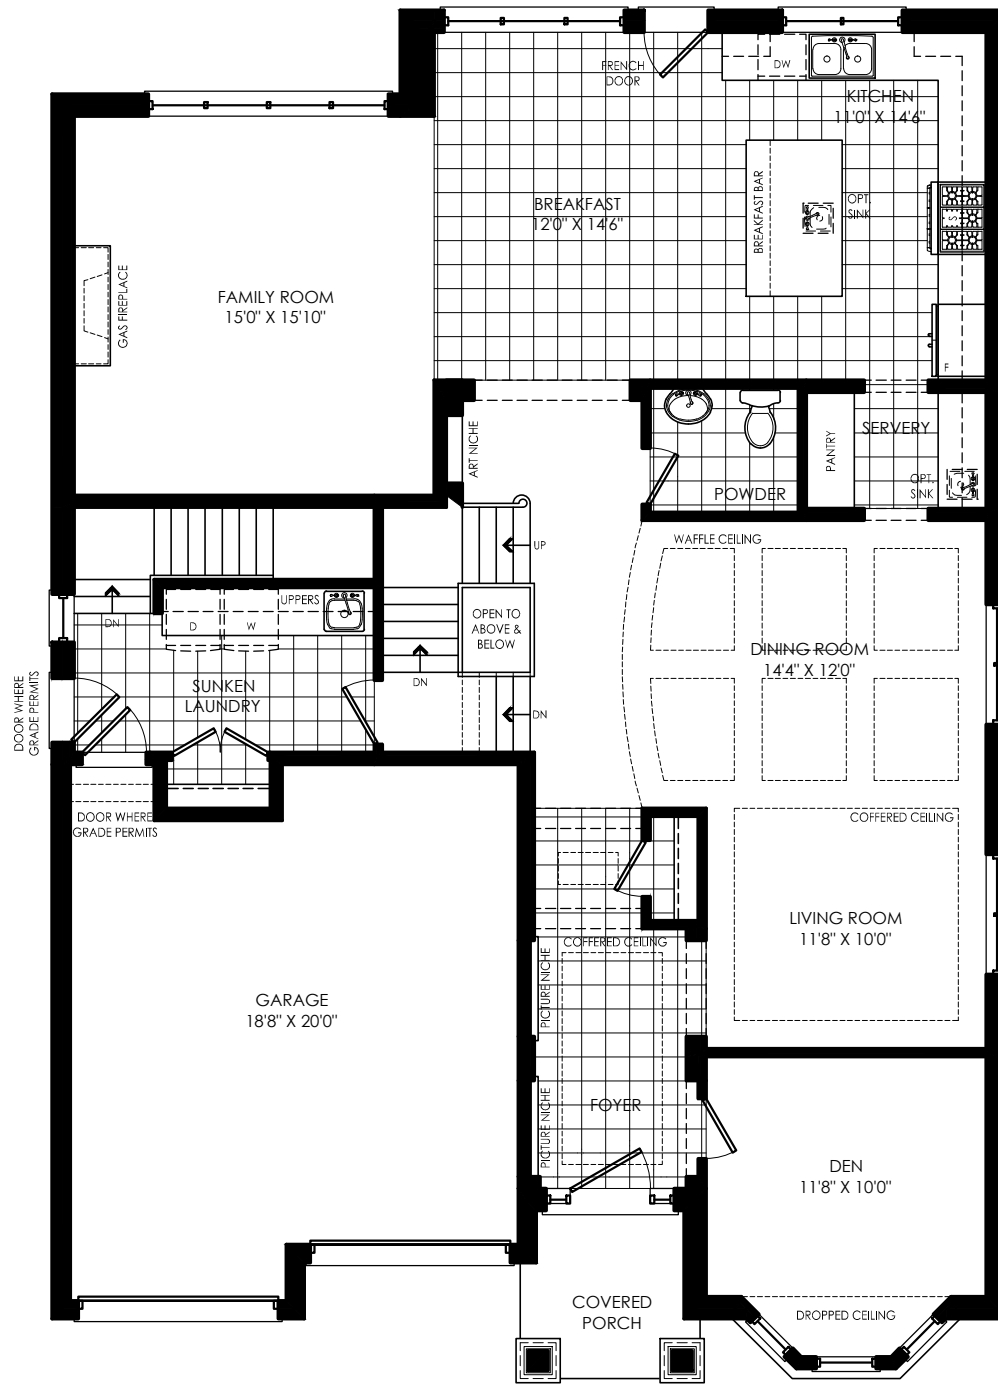 FRENCH
DOOR
DW
KITCHEN
11'0" X 14'6"
BREAKFAST
12'0" X 14'6"
BREAKFAST BAR
OPT.
SINK
S
F
GAS FIREPLACE
FAMILY ROOM
15'0" X 15'10"
ART NICHE
POWDER
PANTRY
SERVERY
OPT.
SINK
UP
WAFFLE CEILING
UPPERS
D
W
DN
OPEN TO
ABOVE &
BELOW
DN
DN
DINING ROOM
14'4" X 12'0"
SUNKEN
LAUNDRY
DOOR WHERE
GRADE PERMITS
DOOR WHERE
GRADE PERMITS
COFFERED CEILING
LIVING ROOM
11'8" X 10'0"
COFFERED CEILING
PICTURE NICHE
GARAGE
18'8" X 20'0"
PICTURE NICHE
FOYER
DEN
11'8" X 10'0"
COVERED
PORCH
DROPPED CEILING